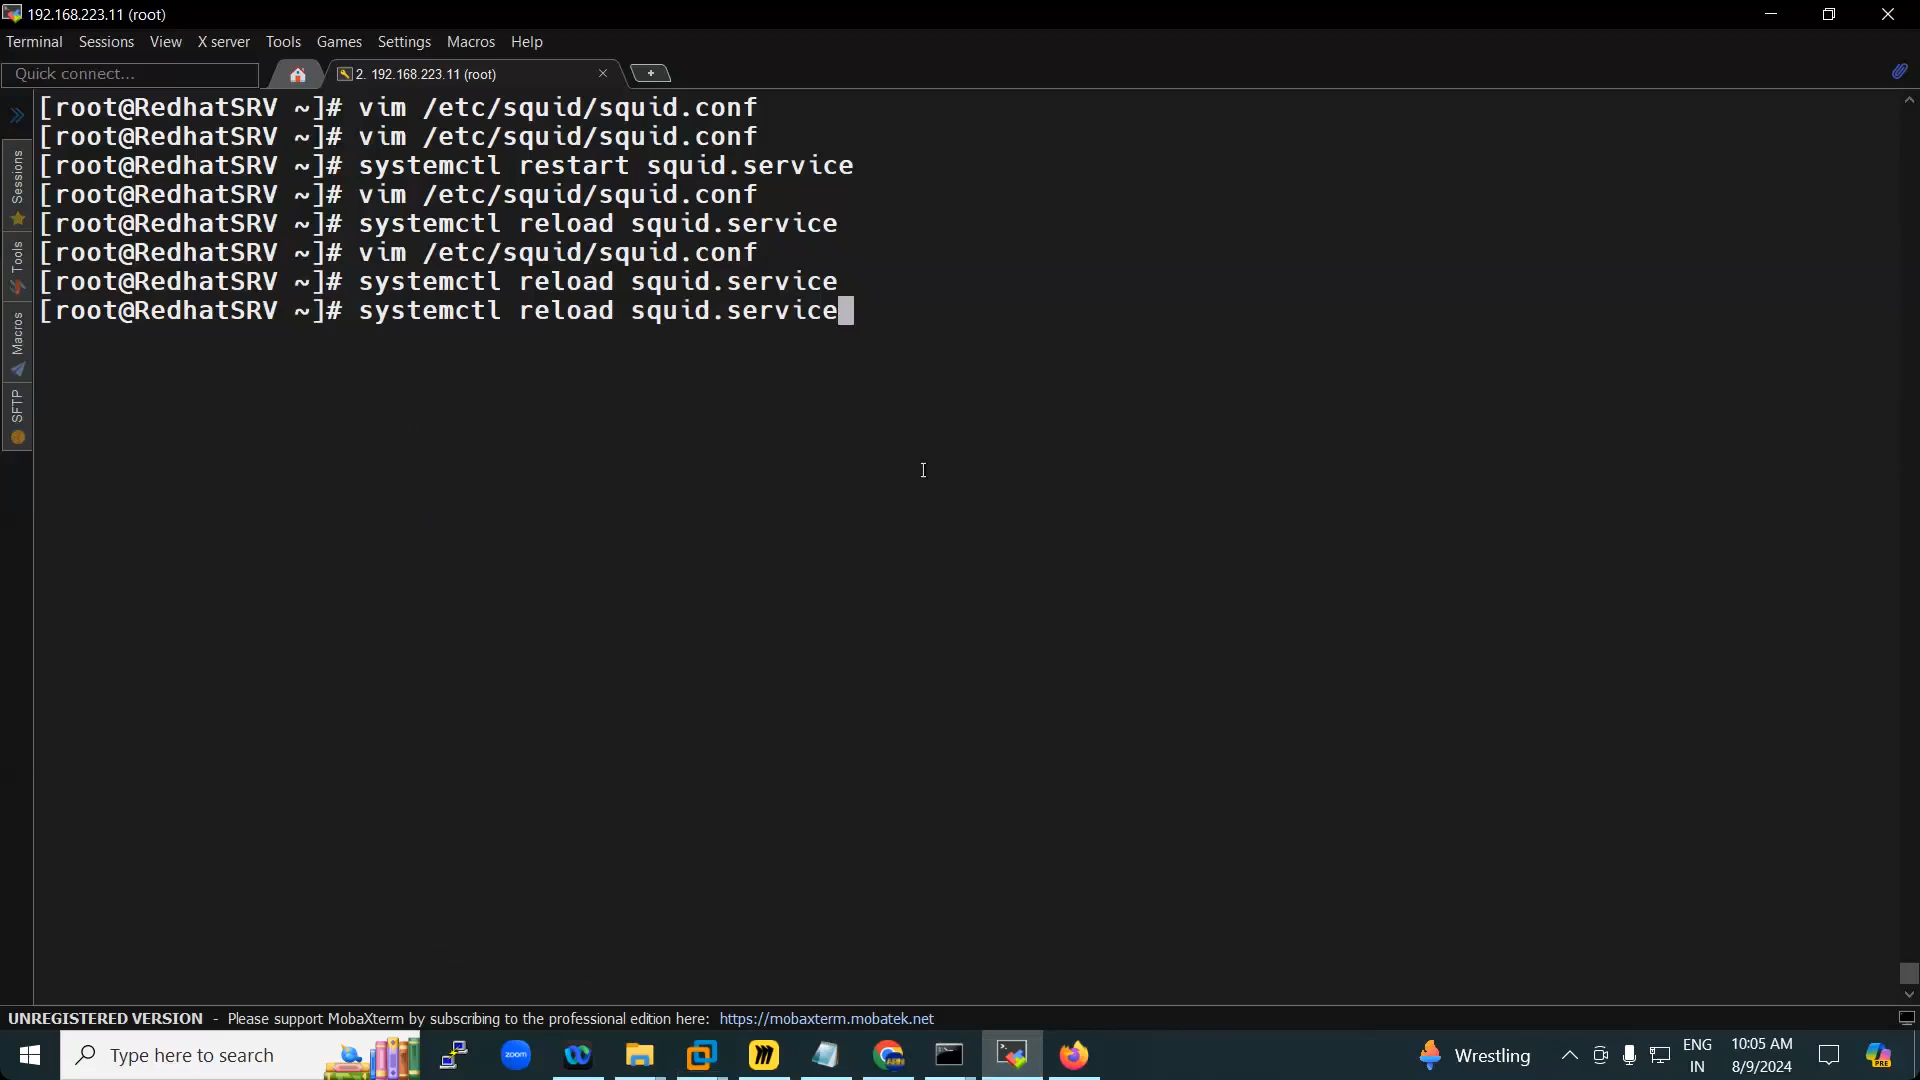 192.168.223.11 (root)
Terminal Sessions View X server Tools Games Settings Macros Help
Quick connect... 2. 192.168.223.11 (root)
[root@RedhatSRV ~]# vim /etc/squid/squid.conf
[root@RedhatSRV ~]# vim /etc/squid/squid.conf
[root@RedhatSRV ~]# systemctl restart squid.service
[root@RedhatSRV ~]# vim /etc/squid/squid.conf
[root@RedhatSRV ~]# systemctl reload squid.service
[root@RedhatSRV ~]# vim /etc/squid/squid.conf
[root@RedhatSRV ~]# systemctl reload squid.service
[root@RedhatSRV ~]# systemctl reload squid.service
Sessions
Tools
Macros
SFTP
UNREGISTERED VERSION - Please support MobaXterm by subscribing to the professional edition here: https://mobaxterm.mobatek.net
Type here to search zoom Wrestling ENG 10:05 AM
IN 8/9/2024 PRE